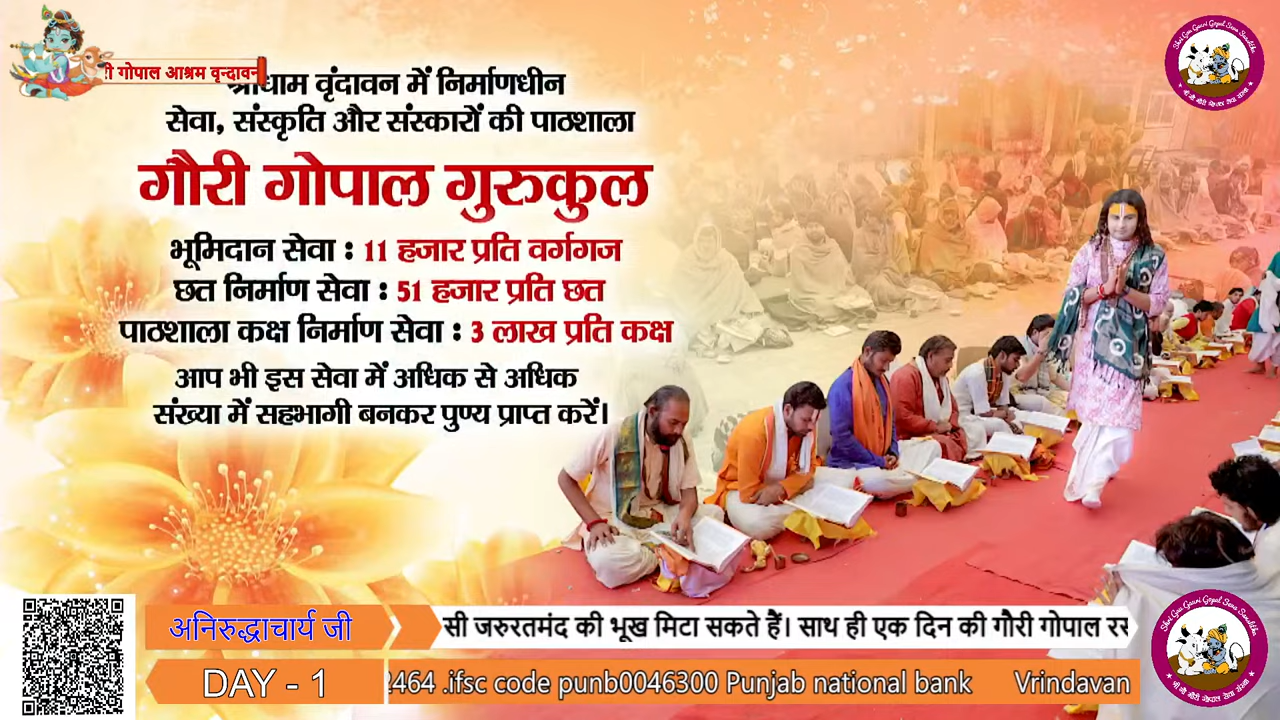 गोपाल आश्रम वृन्दावन
वृंदावन में निर्माणधीन
सेवा, संस्कृति और संस्कारों की पाठशाला
गौरी गोपाल गुरुकुल
भूमिदान सेवा : 11 हजार प्रति वर्गगज
छत निर्माण सेवा : 51 हजार प्रति छत
पाठशाला कक्ष निर्माण सेवा : 3 लाख प्रति कक्ष
आप भी इस सेवा में अधिक से अधिक
संख्या में सहभागी बनकर पुण्य प्राप्त करें।
अनिरुद्धाचार्य जी
सी जरुरतमंद की भूख मिटा सकते हैं। साथ ही एक दिन की गौरी गोपाल
DAY - 1
2464 .ifsc code punb0046300 Punjab national bank Vrindavan